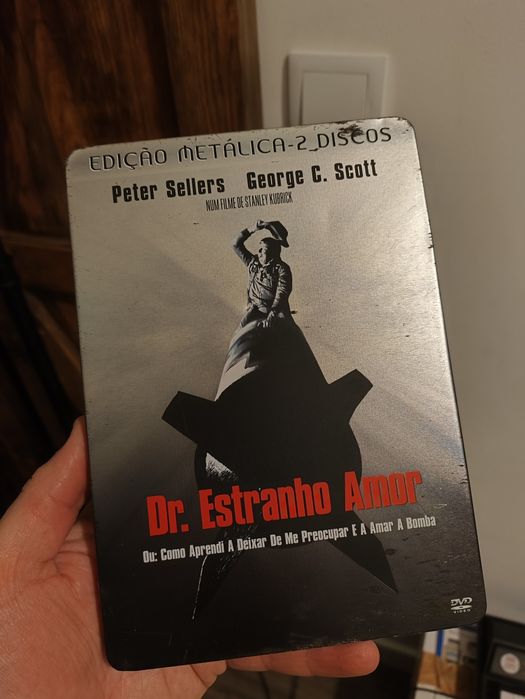 EDIÇÃO METÁLICA-2 DISCOS
Peter Sellers George C. Scott
NUM FILME DE STANLEY KUBRICK
Dr. Estranho Amor
Ou: Como Aprendi A Deixar De Me Preocupar E A Amar A Bomba
DVD
VIDEO